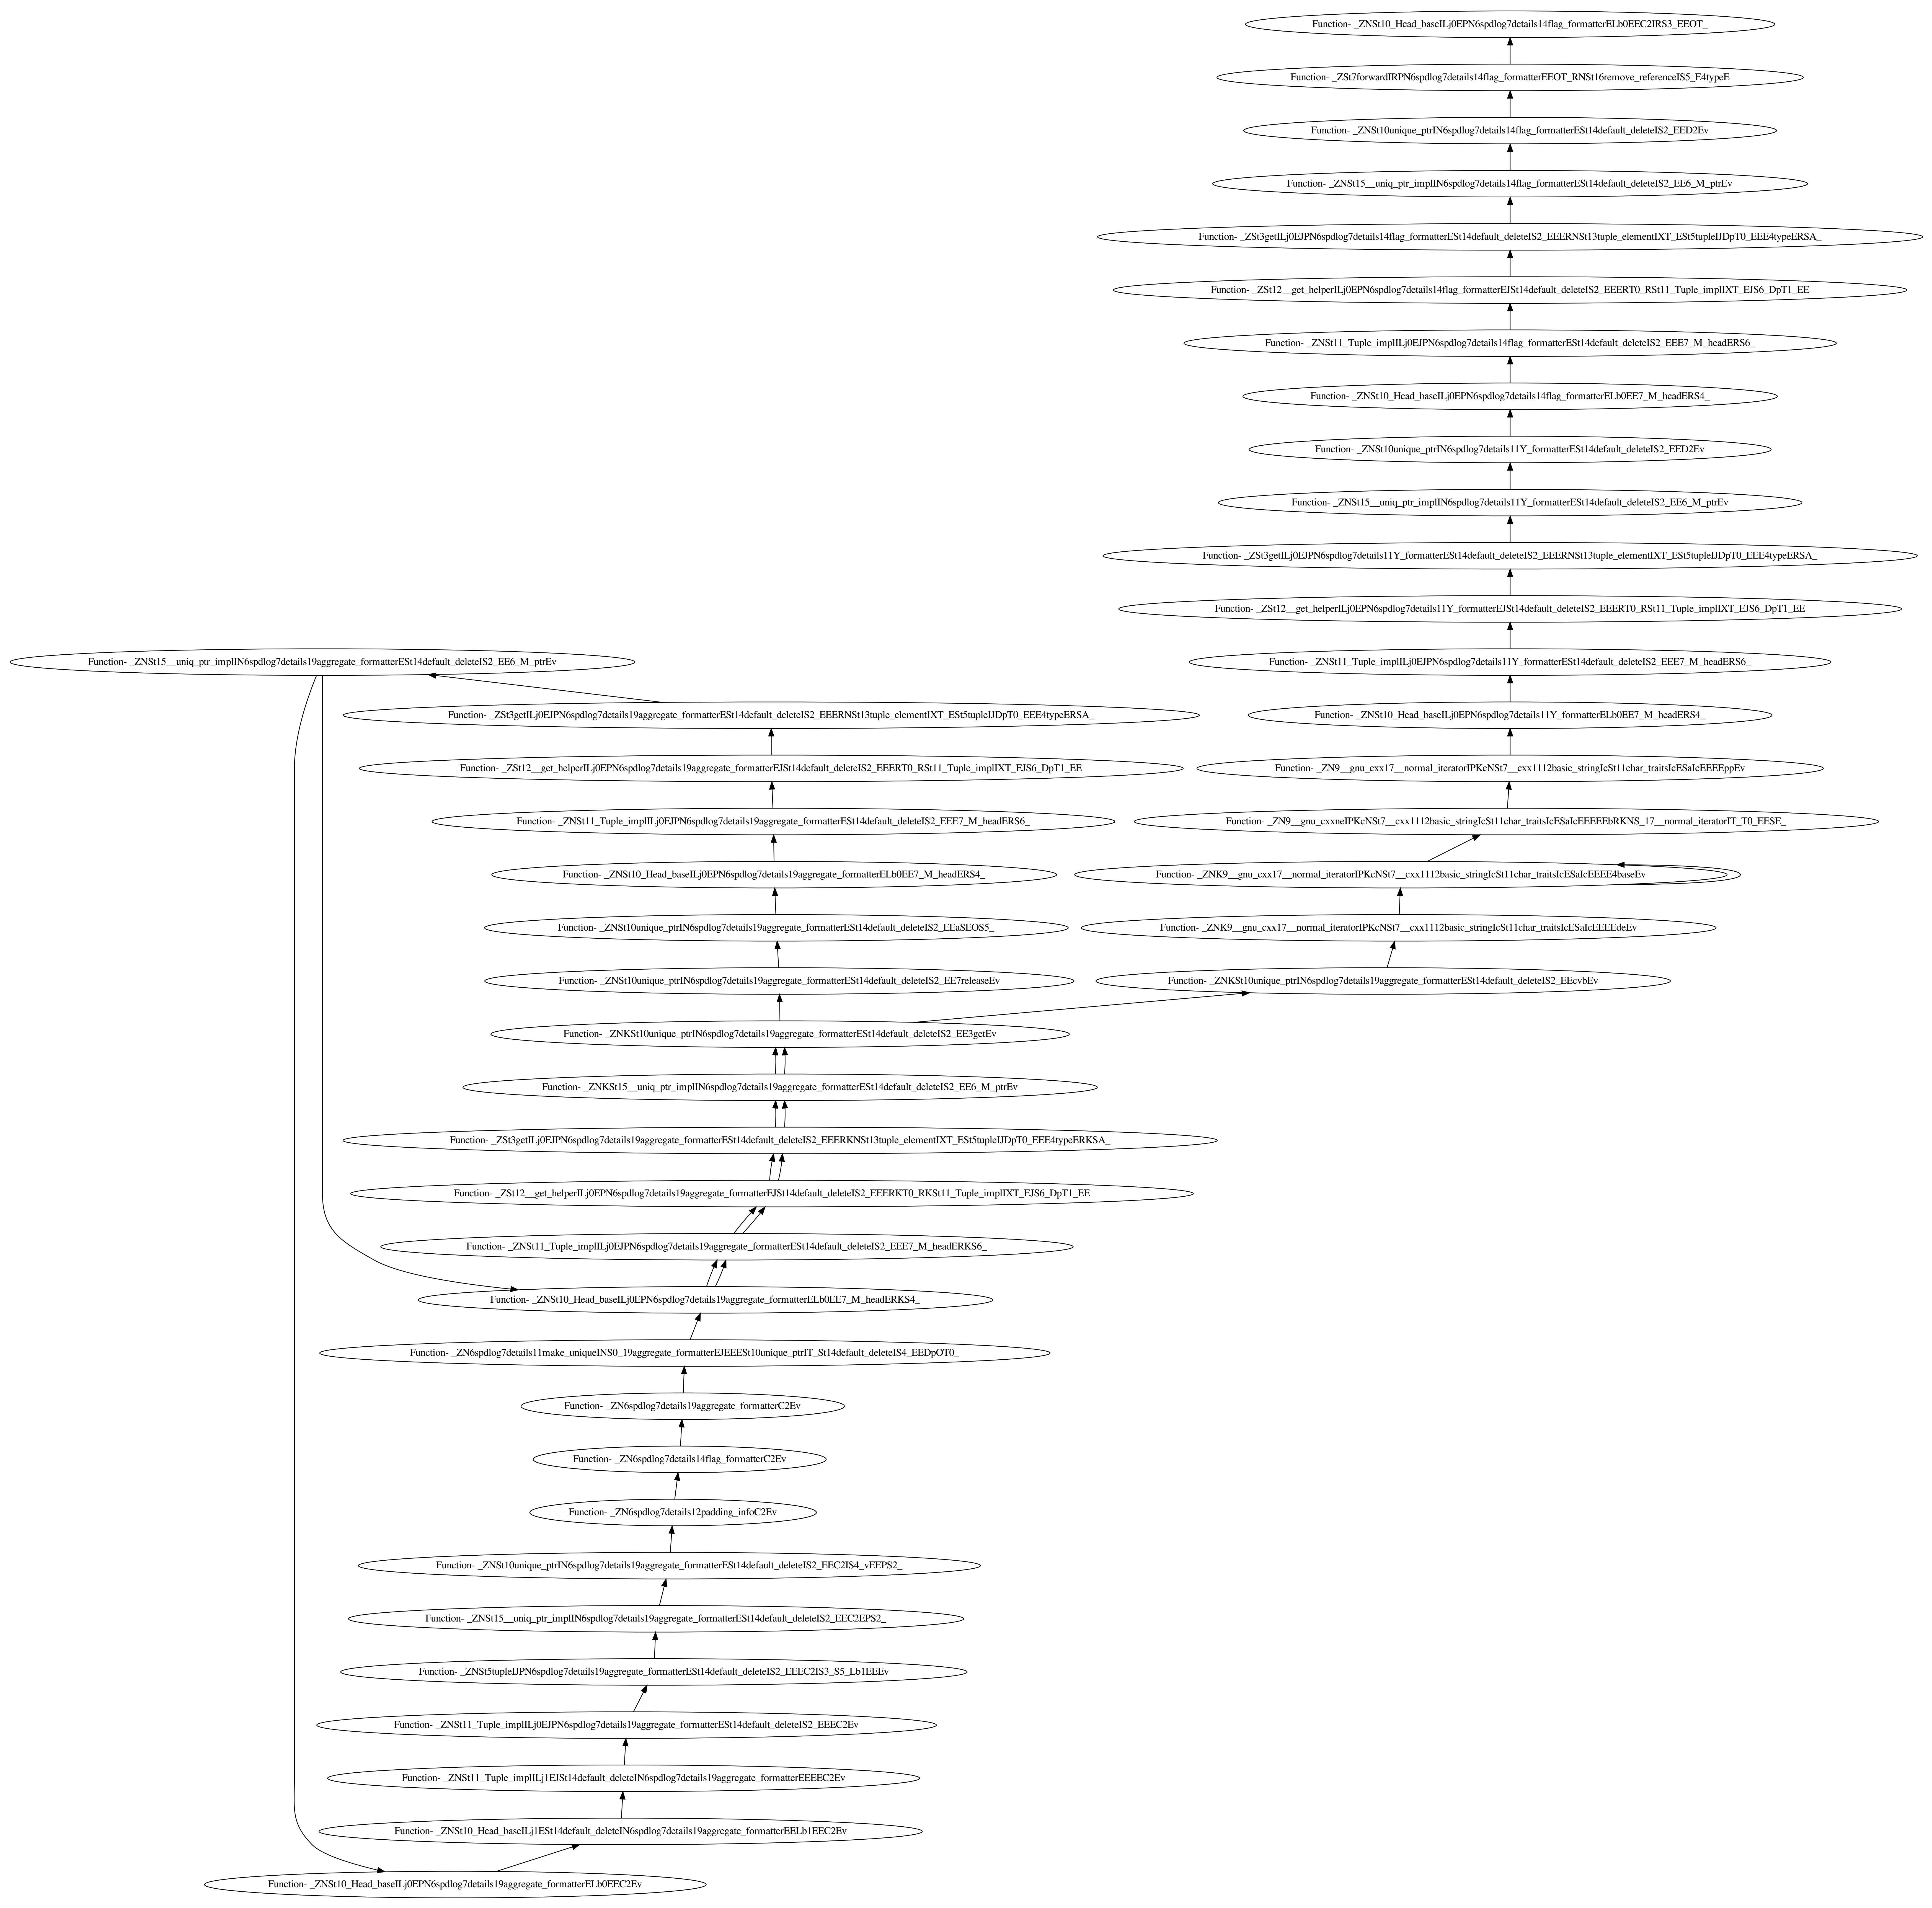 Function- _ZNSt10_Head_baseILj0EPN6spdlog7details14flag_formatterELb0EEC2IRS3_EEOT_
Function- _ZSt7forwardIRPN6spdlog7details14flag_formatterEEOT_RNSt16remove_referenceIS5_E4typeE
Function- _ZNSt10unique_ptrIN6spdlog7details14flag_formatterESt14default_deleteIS2_EED2Ev
Function- _ZNSt15__uniq_ptr_implIN6spdlog7details14flag_formatterESt14default_deleteIS2_EE6_M_ptrEv
Function- _ZSt3getILj0EJPN6spdlog7details14flag_formatterESt14default_deleteIS2_EEERNSt13tuple_elementIXT_ESt5tupleIJDpT0_EEE4typeERSA_
Function- _ZSt12__get_helperILj0EPN6spdlog7details14flag_formatterEJSt14default_deleteIS2_EEERT0_RSt11_Tuple_implIXT_EJS6_DpT1_EE
Function- _ZNSt11_Tuple_implILj0EJPN6spdlog7details14flag_formatterESt14default_deleteIS2_EEE7_M_headERS6_
Function- _ZNSt10_Head_baseILj0EPN6spdlog7details14flag_formatterELb0EE7_M_headERS4_
Function- _ZNSt10unique_ptrIN6spdlog7details11Y_formatterESt14default_deleteIS2_EED2Ev
Function- _ZNSt15__uniq_ptr_implIN6spdlog7details11Y_formatterESt14default_deleteIS2_EE6_M_ptrEv
Function- _ZSt3getILj0EJPN6spdlog7details11Y_formatterESt14default_deleteIS2_EEERNSt13tuple_elementIXT_ESt5tupleIJDpT0_EEE4typeERSA_
Function- _ZSt12__get_helperILj0EPN6spdlog7details11Y_formatterEJSt14default_deleteIS2_EEERT0_RSt11_Tuple_implIXT_EJS6_DpT1_EE
Function- _ZNSt15__uniq_ptr_implIN6spdlog7details19aggregate_formatterESt14default_deleteIS2_EE6_M_ptrEv
Function- _ZNSt11_Tuple_implILj0EJPN6spdlog7details11Y_formatterESt14default_deleteIS2_EEE7_M_headERS6_
Function- _ZSt3getILj0EJPN6spdlog7details19aggregate_formatterESt14default_deleteIS2_EEERNSt13tuple_elementIXT_ESt5tupleIJDpT0_EEE4typeERSA_
Function- _ZNSt10_Head_baseILj0EPN6spdlog7details11Y_formatterELb0EE7_M_headERS4_
Function- _ZSt12__get_helperILj0EPN6spdlog7details19aggregate_formatterEJSt14default_deleteIS2_EEERT0_RSt11_Tuple_implIXT_EJS6_DpT1_EE
Function- _ZN9__gnu_cxx17__normal_iteratorIPKcNSt7__cxx1112basic_stringIcSt11char_traitsIcESaIcEEEEppEv
Function- _ZNSt11_Tuple_implILj0EJPN6spdlog7details19aggregate_formatterESt14default_deleteIS2_EEE7_M_headERS6_
Function- _ZN9__gnu_cxxneIPKcNSt7__cxx1112basic_stringIcSt11char_traitsIcESaIcEEEEEbRKNS_17__normal_iteratorIT_T0_EESE_
Function- _ZNSt10_Head_baseILj0EPN6spdlog7details19aggregate_formatterELb0EE7_M_headERS4_
Function- _ZNK9__gnu_cxx17__normal_iteratorIPKcNSt7__cxx1112basic_stringIcSt11char_traitsIcESaIcEEEE4baseEv
Function- _ZNSt10unique_ptrIN6spdlog7details19aggregate_formatterESt14default_deleteIS2_EEaSEOS5_
Function- _ZNK9__gnu_cxx17__normal_iteratorIPKcNSt7__cxx1112basic_stringIcSt11char_traitsIcESaIcEEEEdeEv
Function- _ZNSt10unique_ptrIN6spdlog7details19aggregate_formatterESt14default_deleteIS2_EE7releaseEv
Function- _ZNKSt10unique_ptrIN6spdlog7details19aggregate_formatterESt14default_deleteIS2_EEcvbEv
Function- _ZNKSt10unique_ptrIN6spdlog7details19aggregate_formatterESt14default_deleteIS2_EE3getEv
Function- _ZNKSt15__uniq_ptr_implIN6spdlog7details19aggregate_formatterESt14default_deleteIS2_EE6_M_ptrEv
Function- _ZSt3getILj0EJPN6spdlog7details19aggregate_formatterESt14default_deleteIS2_EEERKNSt13tuple_elementIXT_ESt5tupleIJDpT0_EEE4typeERKSA_
Function- _ZSt12__get_helperILj0EPN6spdlog7details19aggregate_formatterEJSt14default_deleteIS2_EEERKT0_RKSt11_Tuple_implIXT_EJS6_DpT1_EE
Function- _ZNSt11_Tuple_implILj0EJPN6spdlog7details19aggregate_formatterESt14default_deleteIS2_EEE7_M_headERKS6_
Function- _ZNSt10_Head_baseILj0EPN6spdlog7details19aggregate_formatterELb0EE7_M_headERKS4_
Function- _ZN6spdlog7details11make_uniqueINS0_19aggregate_formatterEJEEESt10unique_ptrIT_St14default_deleteIS4_EEDpOT0_
Function- _ZN6spdlog7details19aggregate_formatterC2Ev
Function- _ZN6spdlog7details14flag_formatterC2Ev
Function- _ZN6spdlog7details12padding_infoC2Ev
Function- _ZNSt10unique_ptrIN6spdlog7details19aggregate_formatterESt14default_deleteIS2_EEC2IS4_vEEPS2_
Function- _ZNSt15__uniq_ptr_implIN6spdlog7details19aggregate_formatterESt14default_deleteIS2_EEC2EPS2_
Function- _ZNSt5tupleIJPN6spdlog7details19aggregate_formatterESt14default_deleteIS2_EEEC2IS3_S5_Lb1EEEv
Function- _ZNSt11_Tuple_implILj0EJPN6spdlog7details19aggregate_formatterESt14default_deleteIS2_EEEC2Ev
Function- _ZNSt11_Tuple_implILj1EJSt14default_deleteIN6spdlog7details19aggregate_formatterEEEEC2Ev
Function- _ZNSt10_Head_baseILj1ESt14default_deleteIN6spdlog7details19aggregate_formatterEELb1EEC2Ev
Function- _ZNSt10_Head_baseILj0EPN6spdlog7details19aggregate_formatterELb0EEC2Ev